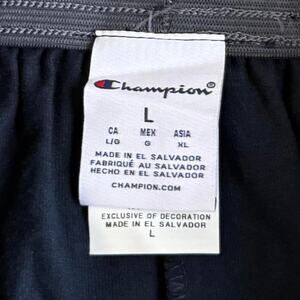 Champion®
L
CA MEX ASIA
L/G G XL
MADE IN EL SALVADOR
FABRIQUÉ AU SALVADOR
HECHO EN EL SALVADOR
CHAMPION.COM
EXCLUSIVE OF DECORATION
MADE IN EL SALVADOR
L